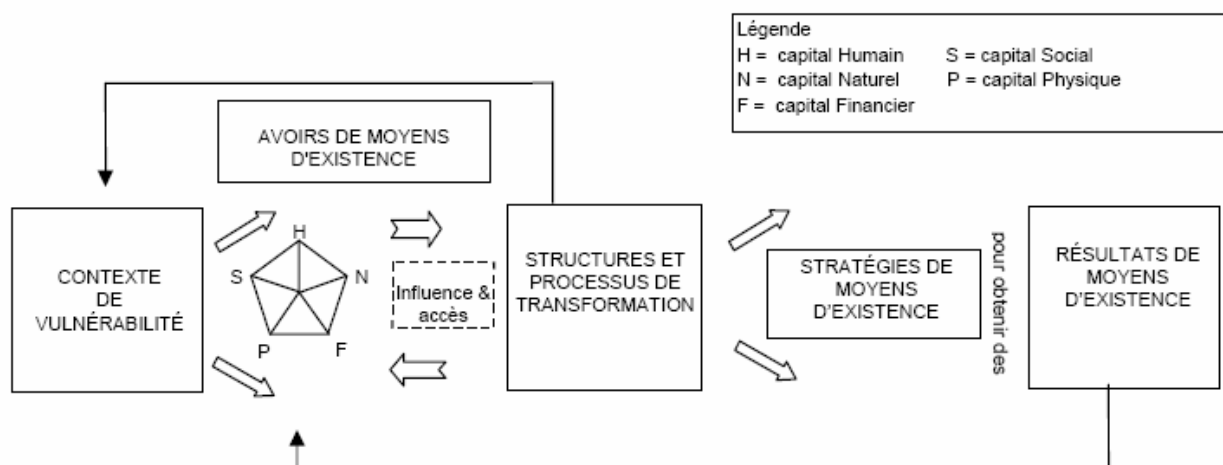 Légende
H = capital Humain S = capital Social
N = capital Naturel P = capital Physique
F = capital Financier
AVOIRS DE MOYENS
D'EXISTENCE
CONTEXTE
DE
VULNÉRABILITÉ
H
S
N
P
F
Influence &
accès
STRUCTURES ET
PROCESSUS DE
TRANSFORMATION
STRATÉGIES DE
MOYENS
D'EXISTENCE
pour obtenir des
RÉSULTATS DE
MOYENS
D'EXISTENCE